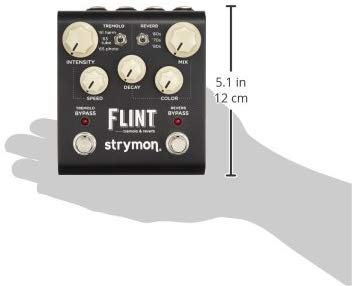 TREMOLO
REVERB
'61 harm
'63 tube
'65 photo
'60s
'70s
'80s
INTENSITY
MIX
DECAY
SPEED
COLOR
TREMOLO
BYPASS
REVERB
BYPASS
FLINT
tremolo & reverb
strymon.
5.1 in
12 cm